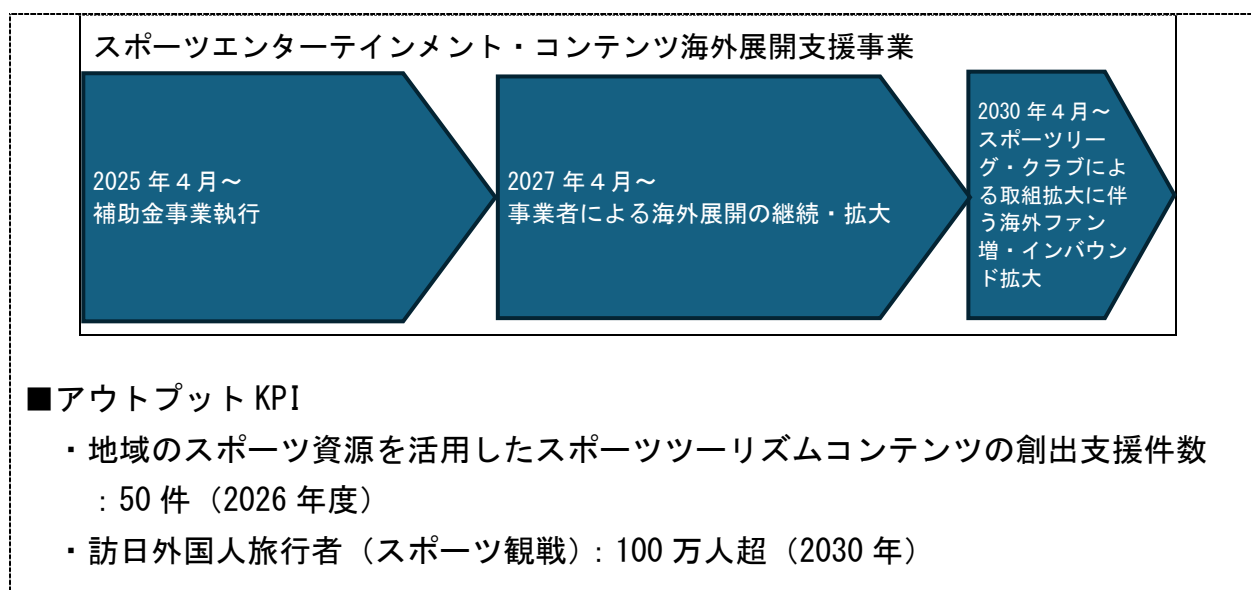 スポーツエンターテインメント・コンテンツ海外展開支援事業
2025 年４月～
補助金事業執行
2027 年４月～
事業者による海外展開の継続・拡大
2030 年４月～
スポーツリー
グ・クラブによ
る取組拡大に伴
う海外ファン
増・インバウン
ド拡大
■アウトプット KPI
・地域のスポーツ資源を活用したスポーツツーリズムコンテンツの創出支援件数
：50 件（2026 年度）
・訪日外国人旅行者（スポーツ観戦）：100 万人超（2030 年）